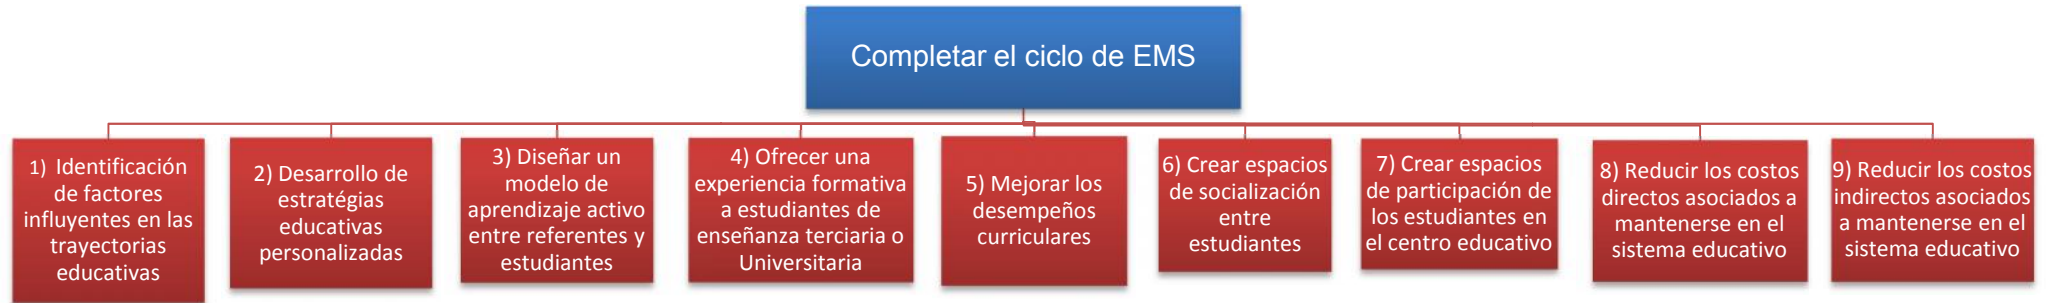 Completar el ciclo de EMS
1) Identificación
de factores
influyentes en las
trayectorias
educativas
2) Desarrollo de
estratégias
educativas
personalizadas
3) Diseñar un
modelo de
aprendizaje activo
entre referentes y
estudiantes
4) Ofrecer una
experiencia formativa
a estudiantes de
enseñanza terciaria o
Universitaria
5) Mejorar los
desempeños
curriculares
6) Crear espacios
de socialización
entre
estudiantes
7) Crear espacios
de participación de
los estudiantes en
el centro educativo
8) Reducir los costos
directos asociados a
mantenerse en el
sistema educativo
9) Reducir los costos
indirectos asociados
a mantenerse en el
sistema educativo